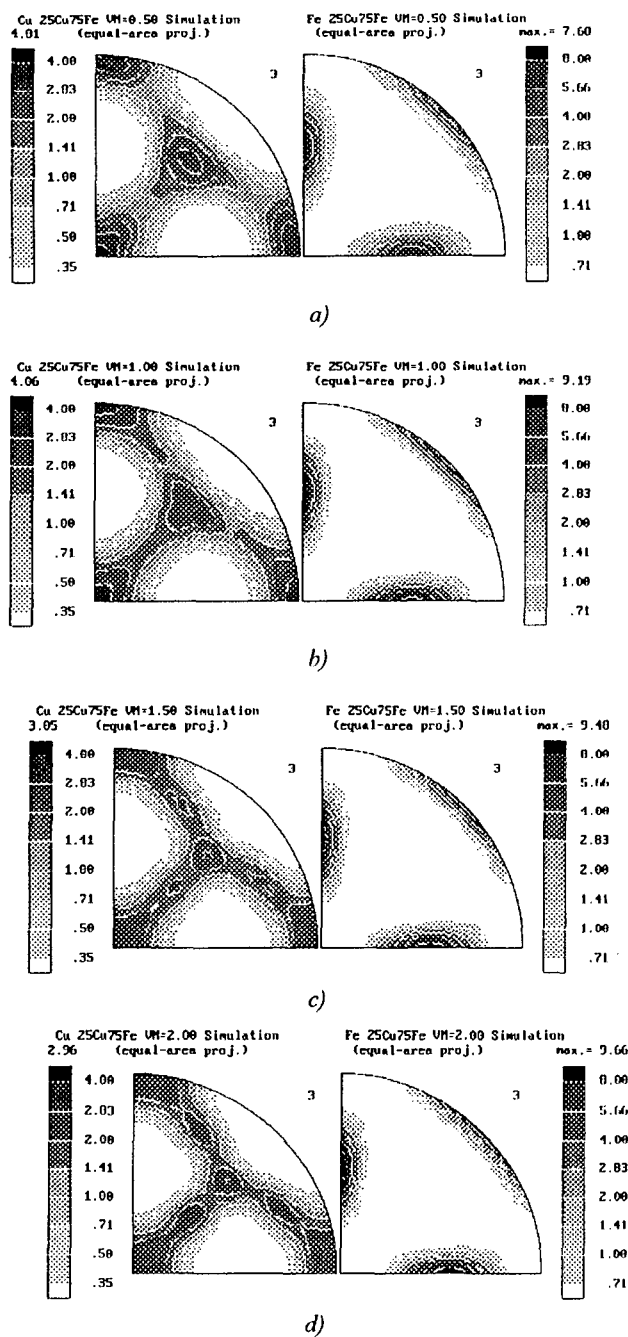 Cu 25Cu75Fe VM=0.50 Simulation Fe 25Cu75Fe VM=0.50 Simulation
4.01 (equal-area proj.) (equal-area proj.) max.= 7.60
4.00 3 3 8.00
2.83 5.66
2.00 4.00
1.41 2.83
1.00 2.00
.71 1.41
.50 1.00
.35 .71
a)
Cu 25Cu75Fe VM=1.00 Simulation Fe 25Cu75Fe VM=1.00 Simulation
4.06 (equal-area proj.) (equal-area proj.) max.= 9.19
4.00 3 3 8.00
2.83 5.66
2.00 4.00
1.41 2.83
1.00 2.00
.71 1.41
.50 1.00
.35 .71
b)
Cu 25Cu75Fe VM=1.50 Simulation Fe 25Cu75Fe VM=1.50 Simulation
3.05 (equal-area proj.) (equal-area proj.) max.= 9.40
4.00 3 3 8.00
2.83 5.66
2.00 4.00
1.41 2.83
1.00 2.00
.71 1.41
.50 1.00
.35 .71
c)
Cu 25Cu75Fe VM=2.00 Simulation Fe 25Cu75Fe VM=2.00 Simulation
2.96 (equal-area proj.) (equal-area proj.) max.= 9.66
4.00 3 3 8.00
2.83 5.66
2.00 4.00
1.41 2.83
1.00 2.00
.71 1.41
.50 1.00
.35 .71
d)